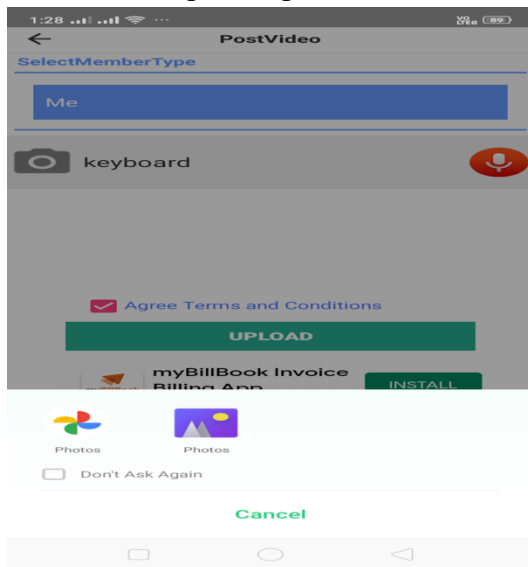 1:28
89
PostVideo
SelectMemberType
Me
keyboard
Agree Terms and Conditions
UPLOAD
myBillBook Invoice
Billing App
INSTALL
Photos
Photos
Don't Ask Again
Cancel